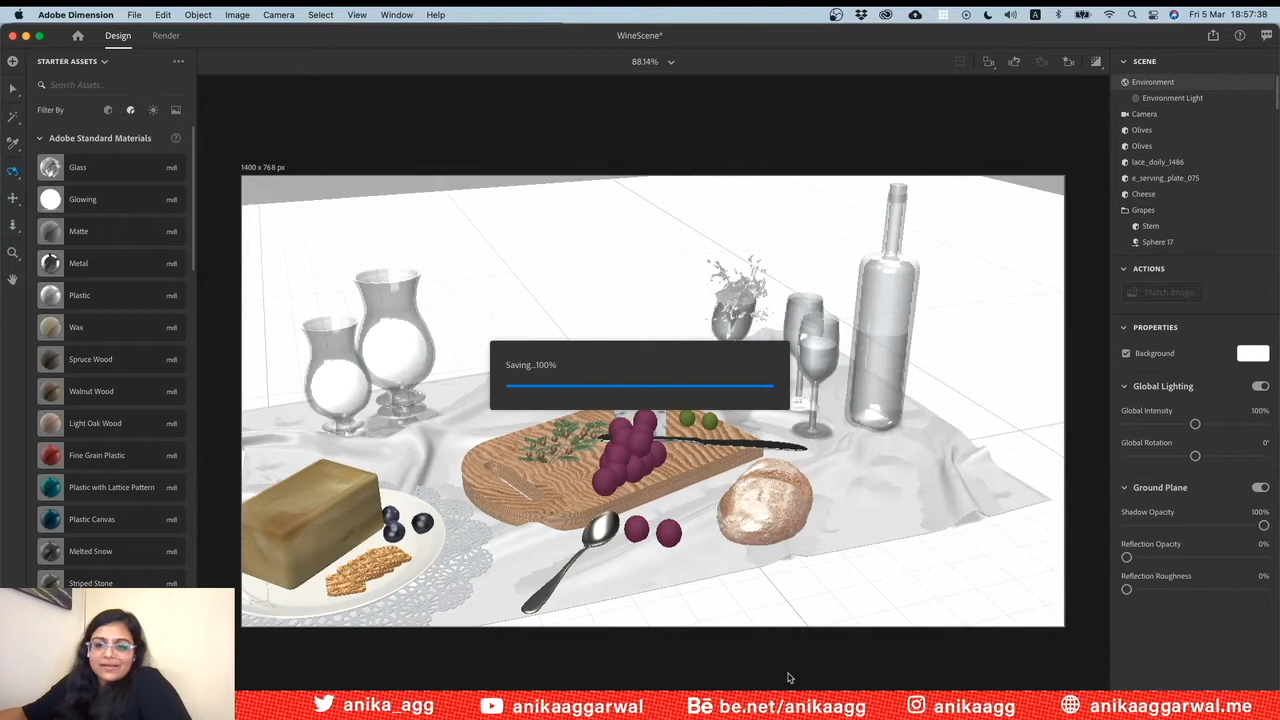 Adobe Dimension File Edit Object Image Camera Select View Window Help
A Fri 5 Mar 18:57:38
Design Render WineScene*
STARTER ASSETS 88.14% SCENE
Search Assets..
Filter By
Adobe Standard Materials
Glass .mdl
Glowing .mdl
Matte .mdl
Metal .mdl
Plastic .mdl
Wax .mdl
Spruce Wood .mdl
Walnut Wood .mdl
Light Oak Wood .mdl
Fine Grain Plastic .mdl
Plastic with Lattice Pattern .mdl
Plastic Canvas .mdl
Melted Snow .mdl
Striped Stone .mdl
1400 x 768 px
Saving...100%
Environment
Environment Light
Camera
Olives
Olives
lace_doily_1486
e_serving_plate_075
Cheese
Grapes
Stem
Sphere 17
ACTIONS
Match Image...
PROPERTIES
Background
Global Lighting
Global Intensity 100%
Global Rotation 0°
Ground Plane
Shadow Opacity 100%
Reflection Opacity 0%
Reflection Roughness 0%
anika_agg anikaaggarwal Bē be.net/anikaagg anikaagg anikaaggarwal.me